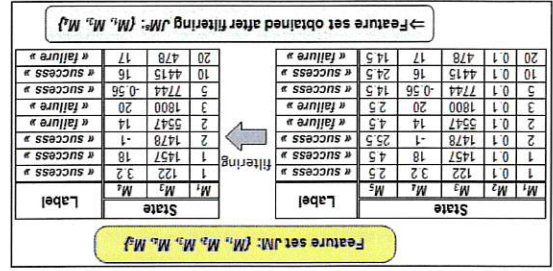 Feature set JM: {M₁, M₂, M₃, M₄, M₅}
State Label
M₁ M₂ M₃ M₄ M₅
1 0.1 122 3.2 2.5 « success »
1 0.1 1457 18 4.5 « success »
2 0.1 1478 -1 25.5 « success »
2 0.1 5547 14 4.5 « failure »
3 0.1 1800 20 2.5 « failure »
5 0.1 7744 -0.56 14.5 « success »
10 0.1 4415 16 24.5 « success »
20 0.1 478 17 14.5 « failure »
filtering
State Label
M₁ M₃ M₄
1 122 3.2 « success »
1 1457 18 « success »
2 1478 -1 « success »
2 5547 14 « failure »
3 1800 20 « failure »
5 7744 -0.56 « success »
10 4415 16 « success »
20 478 17 « failure »
⇒Feature set obtained after filtering JM*: {M₁, M₃, M₄}